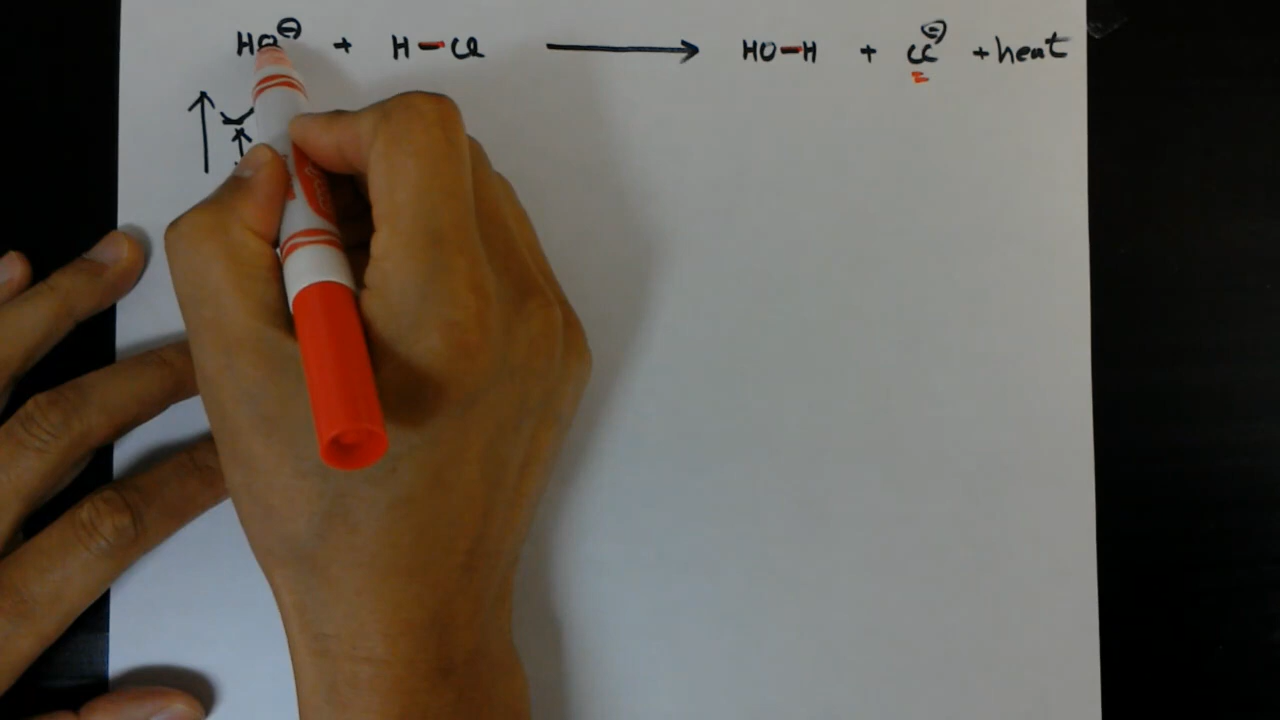 HO⊖ + H–Cl ⟶ HO–H + Cl⊖ + heat